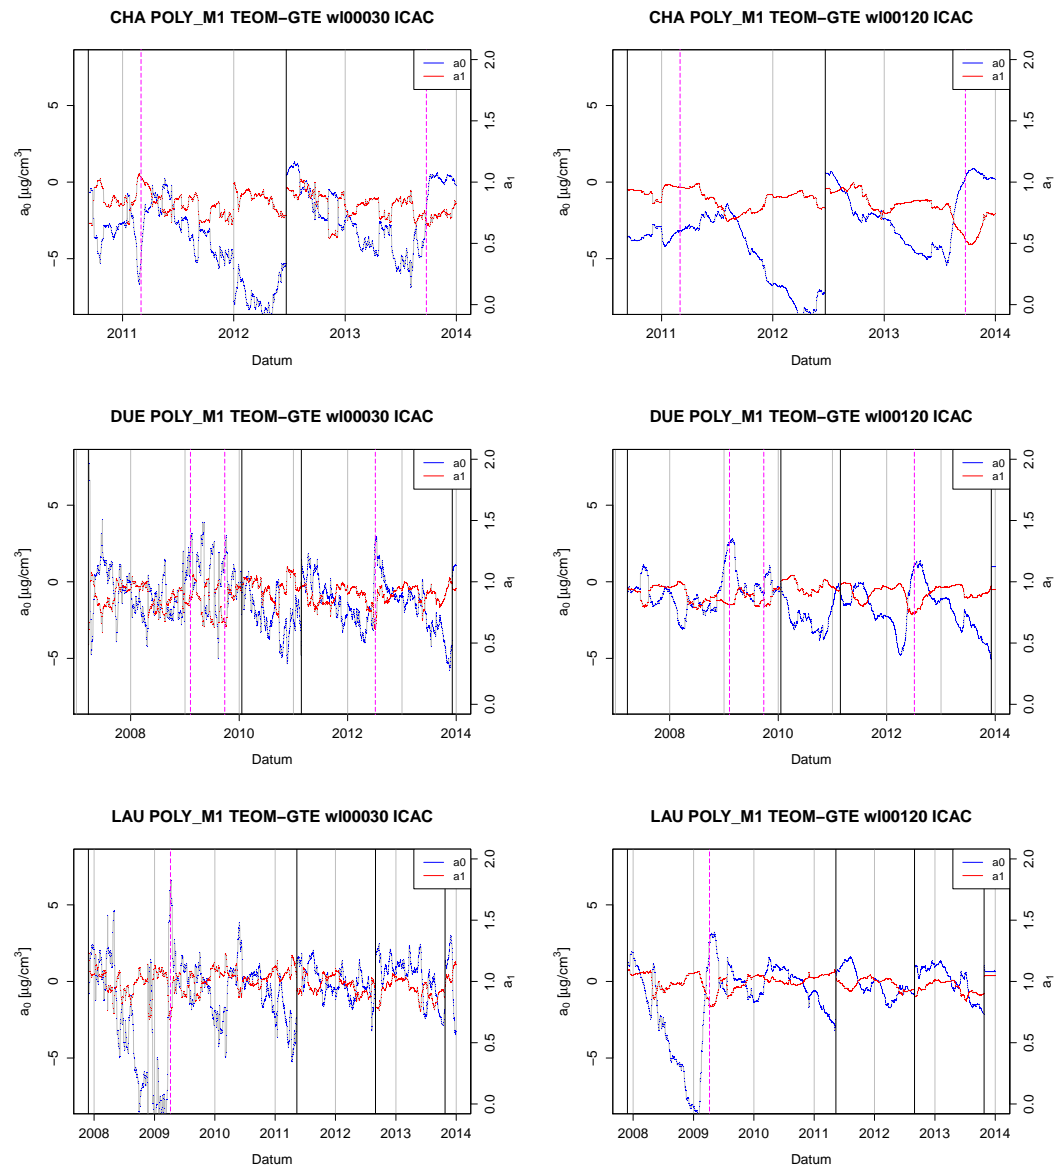 CHA POLY_M1 TEOM−GTE wl00030 ICAC
a0
a1
a0 [µg/cm3]
5
0
−5
2.0
1.5
1.0
0.5
0.0
a1
2011
2012
2013
2014
Datum
CHA POLY_M1 TEOM−GTE wl00120 ICAC
a0
a1
a0 [µg/cm3]
5
0
−5
2.0
1.5
1.0
0.5
0.0
a1
2011
2012
2013
2014
Datum
DUE POLY_M1 TEOM−GTE wl00030 ICAC
a0
a1
a0 [µg/cm3]
5
0
−5
2.0
1.5
1.0
0.5
0.0
a1
2008
2010
2012
2014
Datum
DUE POLY_M1 TEOM−GTE wl00120 ICAC
a0
a1
a0 [µg/cm3]
5
0
−5
2.0
1.5
1.0
0.5
0.0
a1
2008
2010
2012
2014
Datum
LAU POLY_M1 TEOM−GTE wl00030 ICAC
a0
a1
a0 [µg/cm3]
5
0
−5
2.0
1.5
1.0
0.5
0.0
a1
2008
2009
2010
2011
2012
2013
2014
Datum
LAU POLY_M1 TEOM−GTE wl00120 ICAC
a0
a1
a0 [µg/cm3]
5
0
−5
2.0
1.5
1.0
0.5
0.0
a1
2008
2009
2010
2011
2012
2013
2014
Datum